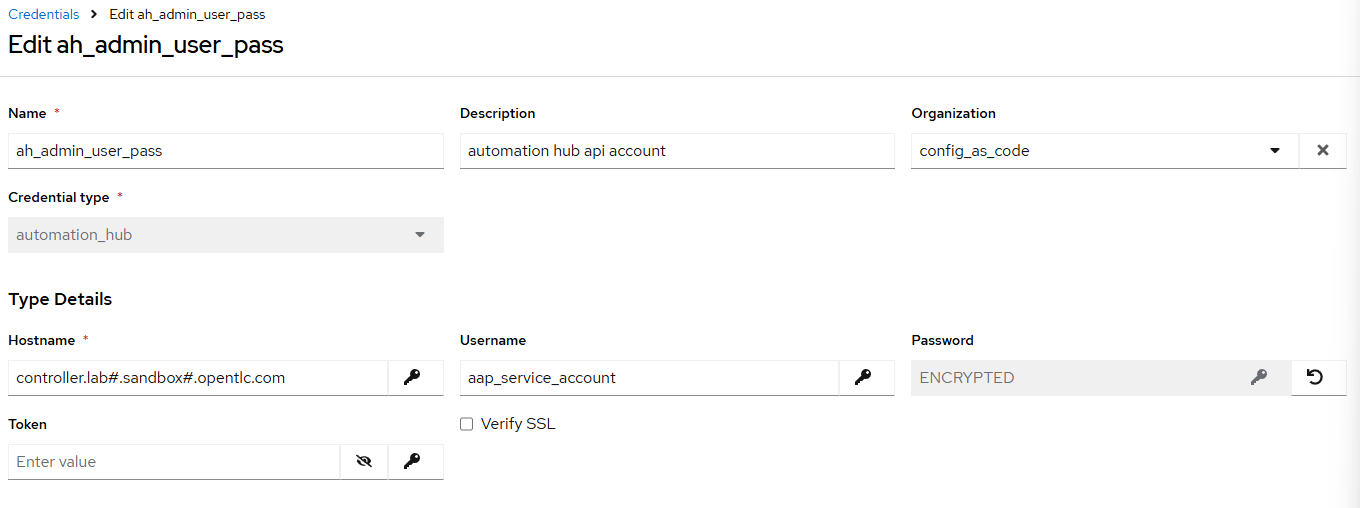 Credentials > Edit ah_admin_user_pass
Edit ah_admin_user_pass
Name * Description Organization
ah_admin_user_pass automation hub api account config_as_code
Credential type *
automation_hub
Type Details
Hostname * Username Password
controller.lab#.sandbox#.opentlc.com aap_service_account ENCRYPTED
Token Verify SSL
Enter value